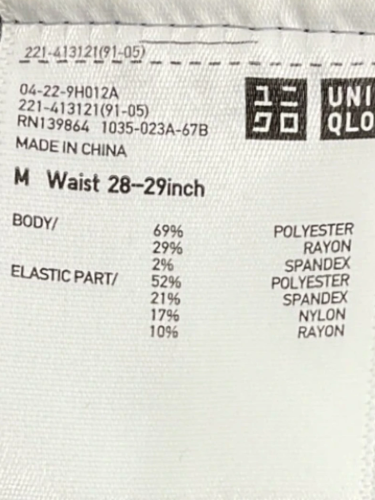 221-413121(91-05)
04-22-9H012A
221-413121(91-05)
RN139864 1035-023A-67B
MADE IN CHINA
ユニ
クロ
UNI
QLO
M Waist 28-29inch
BODY/ 69% POLYESTER
29% RAYON
2% SPANDEX
ELASTIC PART/ 52% POLYESTER
21% SPANDEX
17% NYLON
10% RAYON